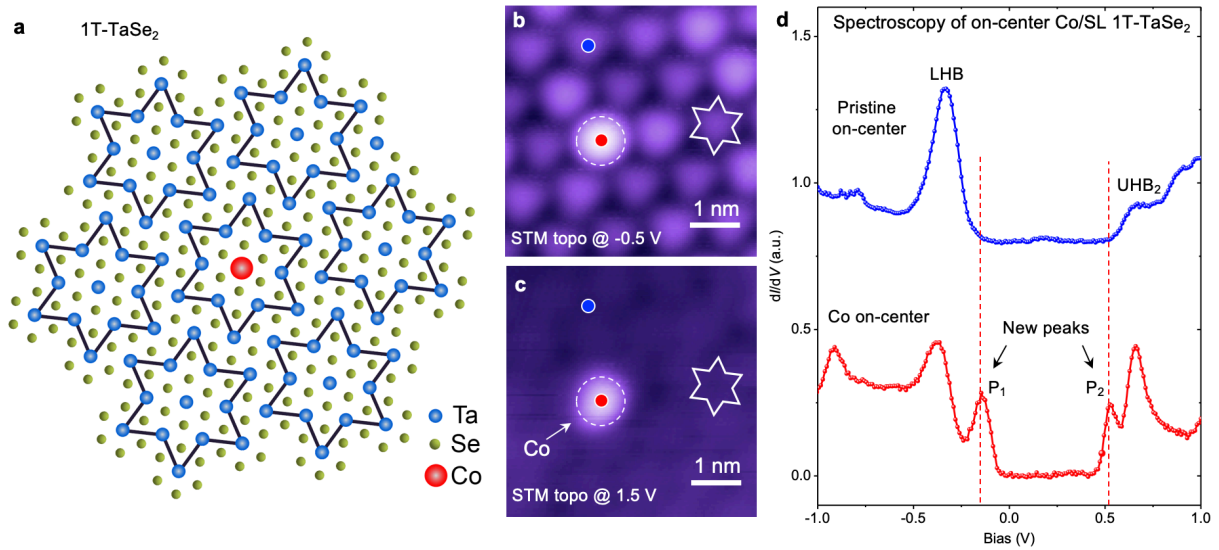 a
1T-TaSe₂
Ta
Se
Co
b
1 nm
STM topo @ -0.5 V
c
Co
1 nm
STM topo @ 1.5 V
d
Spectroscopy of on-center Co/SL 1T-TaSe₂
1.5
LHB
Pristine
on-center
UHB₂
1.0
dI/dV (a.u.)
0.5
Co on-center
New peaks
P₁
P₂
0.0
-1.0
-0.5
0.0
0.5
1.0
Bias (V)